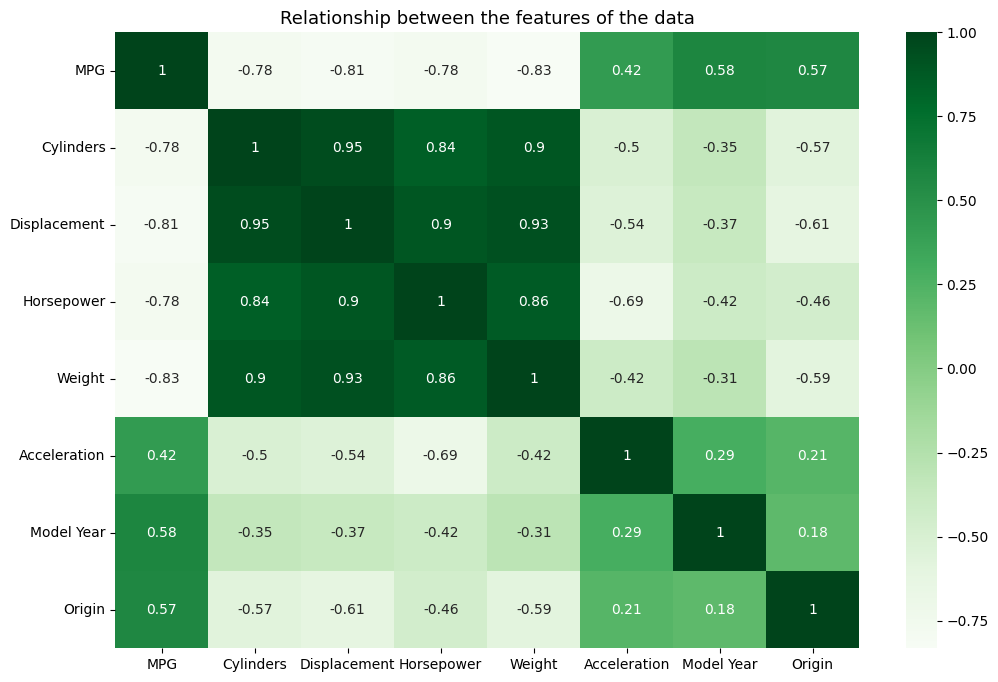 Relationship between the features of the data
MPG 1 -0.78 -0.81 -0.78 -0.83 0.42 0.58 0.57
Cylinders -0.78 1 0.95 0.84 0.9 -0.5 -0.35 -0.57
Displacement -0.81 0.95 1 0.9 0.93 -0.54 -0.37 -0.61
Horsepower -0.78 0.84 0.9 1 0.86 -0.69 -0.42 -0.46
Weight -0.83 0.9 0.93 0.86 1 -0.42 -0.31 -0.59
Acceleration 0.42 -0.5 -0.54 -0.69 -0.42 1 0.29 0.21
Model Year 0.58 -0.35 -0.37 -0.42 -0.31 0.29 1 0.18
Origin 0.57 -0.57 -0.61 -0.46 -0.59 0.21 0.18 1
MPG Cylinders Displacement Horsepower Weight Acceleration Model Year Origin
1.00
0.75
0.50
0.25
0.00
−0.25
−0.50
−0.75